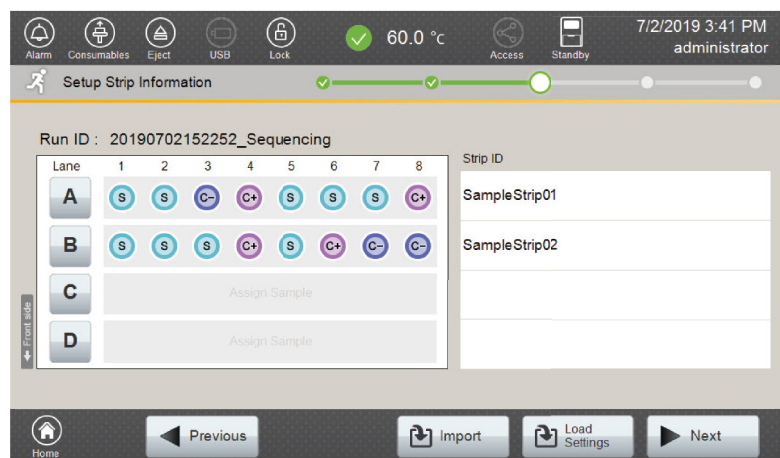 7/2/2019 3:41 PM
60.0 °C
administrator
Alarm Consumables Eject USB Lock Access Standby
Setup Strip Information
Run ID : 20190702152252_Sequencing
Strip ID
Lane 1 2 3 4 5 6 7 8
A S S C- C+ S S S C+ SampleStrip01
B S S S C+ S C+ C- C- SampleStrip02
C Assign Sample
D Assign Sample
Front side
Previous Import Load Settings Next
Home